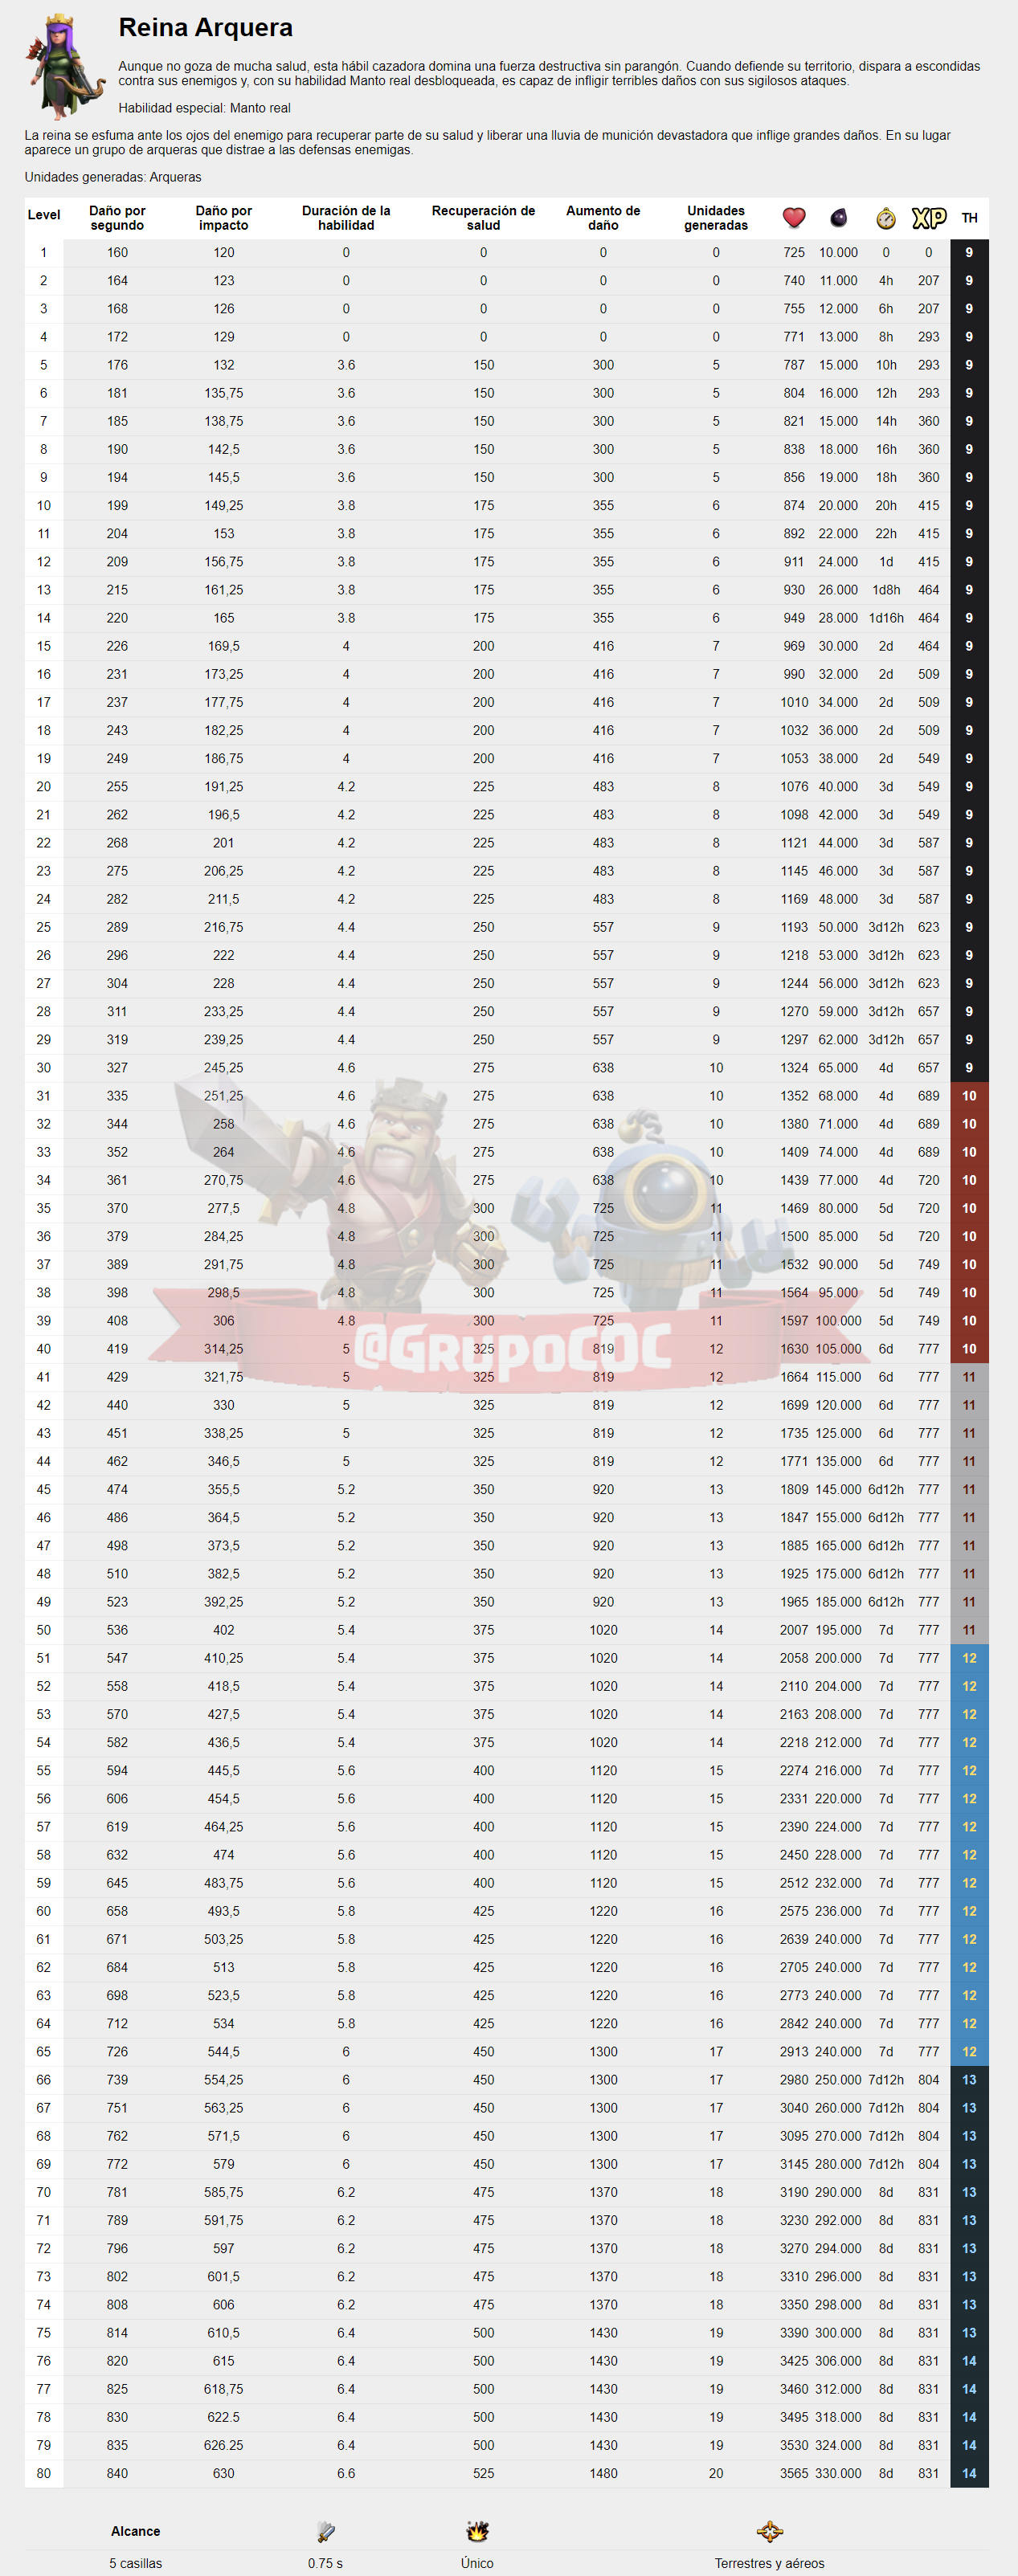 Reina Arquera
Aunque no goza de mucha salud, esta hábil cazadora domina una fuerza destructiva sin parangón. Cuando defiende su territorio, dispara a escondidas
contra sus enemigos y, con su habilidad Manto real desbloqueada, es capaz de infligir terribles daños con sus sigilosos ataques.
Habilidad especial: Manto real
La reina se esfuma ante los ojos del enemigo para recuperar parte de su salud y liberar una lluvia de munición devastadora que inflige grandes daños. En su lugar
aparece un grupo de arqueras que distrae a las defensas enemigas.
Unidades generadas: Arqueras
Level Daño por segundo Daño por impacto Duración de la habilidad Recuperación de salud Aumento de daño Unidades generadas XP TH
1 160 120 0 0 0 0 725 10.000 0 0 9
2 164 123 0 0 0 0 740 11.000 4h 207 9
3 168 126 0 0 0 0 755 12.000 6h 207 9
4 172 129 0 0 0 0 771 13.000 8h 293 9
5 176 132 3.6 150 300 5 787 15.000 10h 293 9
6 181 135,75 3.6 150 300 5 804 16.000 12h 293 9
7 185 138,75 3.6 150 300 5 821 15.000 14h 360 9
8 190 142,5 3.6 150 300 5 838 18.000 16h 360 9
9 194 145,5 3.6 150 300 5 856 19.000 18h 360 9
10 199 149,25 3.8 175 355 6 874 20.000 20h 415 9
11 204 153 3.8 175 355 6 892 22.000 22h 415 9
12 209 156,75 3.8 175 355 6 911 24.000 1d 415 9
13 215 161,25 3.8 175 355 6 930 26.000 1d8h 464 9
14 220 165 3.8 175 355 6 949 28.000 1d16h 464 9
15 226 169,5 4 200 416 7 969 30.000 2d 464 9
16 231 173,25 4 200 416 7 990 32.000 2d 509 9
17 237 177,75 4 200 416 7 1010 34.000 2d 509 9
18 243 182,25 4 200 416 7 1032 36.000 2d 509 9
19 249 186,75 4 200 416 7 1053 38.000 2d 549 9
20 255 191,25 4.2 225 483 8 1076 40.000 3d 549 9
21 262 196,5 4.2 225 483 8 1098 42.000 3d 549 9
22 268 201 4.2 225 483 8 1121 44.000 3d 587 9
23 275 206,25 4.2 225 483 8 1145 46.000 3d 587 9
24 282 211,5 4.2 225 483 8 1169 48.000 3d 587 9
25 289 216,75 4.4 250 557 9 1193 50.000 3d12h 623 9
26 296 222 4.4 250 557 9 1218 53.000 3d12h 623 9
27 304 228 4.4 250 557 9 1244 56.000 3d12h 623 9
28 311 233,25 4.4 250 557 9 1270 59.000 3d12h 657 9
29 319 239,25 4.4 250 557 9 1297 62.000 3d12h 657 9
30 327 245,25 4.6 275 638 10 1324 65.000 4d 657 9
31 335 251,25 4.6 275 638 10 1352 68.000 4d 689 10
32 344 258 4.6 275 638 10 1380 71.000 4d 689 10
33 352 264 4.6 275 638 10 1409 74.000 4d 689 10
34 361 270,75 4.6 275 638 10 1439 77.000 4d 720 10
35 370 277,5 4.8 300 725 11 1469 80.000 5d 720 10
36 379 284,25 4.8 300 725 11 1500 85.000 5d 720 10
37 389 291,75 4.8 300 725 11 1532 90.000 5d 749 10
38 398 298,5 4.8 300 725 11 1564 95.000 5d 749 10
39 408 306 4.8 300 725 11 1597 100.000 5d 749 10
40 419 314,25 5 325 819 12 1630 105.000 6d 777 10
@GRUPOCOC
41 429 321,75 5 325 819 12 1664 115.000 6d 777 11
42 440 330 5 325 819 12 1699 120.000 6d 777 11
43 451 338,25 5 325 819 12 1735 125.000 6d 777 11
44 462 346,5 5 325 819 12 1771 135.000 6d 777 11
45 474 355,5 5.2 350 920 13 1809 145.000 6d12h 777 11
46 486 364,5 5.2 350 920 13 1847 155.000 6d12h 777 11
47 498 373,5 5.2 350 920 13 1885 165.000 6d12h 777 11
48 510 382,5 5.2 350 920 13 1925 175.000 6d12h 777 11
49 523 392,25 5.2 350 920 13 1965 185.000 6d12h 777 11
50 536 402 5.4 375 1020 14 2007 195.000 7d 777 11
51 547 410,25 5.4 375 1020 14 2058 200.000 7d 777 12
52 558 418,5 5.4 375 1020 14 2110 204.000 7d 777 12
53 570 427,5 5.4 375 1020 14 2163 208.000 7d 777 12
54 582 436,5 5.4 375 1020 14 2218 212.000 7d 777 12
55 594 445,5 5.6 400 1120 15 2274 216.000 7d 777 12
56 606 454,5 5.6 400 1120 15 2331 220.000 7d 777 12
57 619 464,25 5.6 400 1120 15 2390 224.000 7d 777 12
58 632 474 5.6 400 1120 15 2450 228.000 7d 777 12
59 645 483,75 5.6 400 1120 15 2512 232.000 7d 777 12
60 658 493,5 5.8 425 1220 16 2575 236.000 7d 777 12
61 671 503,25 5.8 425 1220 16 2639 240.000 7d 777 12
62 684 513 5.8 425 1220 16 2705 240.000 7d 777 12
63 698 523,5 5.8 425 1220 16 2773 240.000 7d 777 12
64 712 534 5.8 425 1220 16 2842 240.000 7d 777 12
65 726 544,5 6 450 1300 17 2913 240.000 7d 777 12
66 739 554,25 6 450 1300 17 2980 250.000 7d12h 804 13
67 751 563,25 6 450 1300 17 3040 260.000 7d12h 804 13
68 762 571,5 6 450 1300 17 3095 270.000 7d12h 804 13
69 772 579 6 450 1300 17 3145 280.000 7d12h 804 13
70 781 585,75 6.2 475 1370 18 3190 290.000 8d 831 13
71 789 591,75 6.2 475 1370 18 3230 292.000 8d 831 13
72 796 597 6.2 475 1370 18 3270 294.000 8d 831 13
73 802 601,5 6.2 475 1370 18 3310 296.000 8d 831 13
74 808 606 6.2 475 1370 18 3350 298.000 8d 831 13
75 814 610,5 6.4 500 1430 19 3390 300.000 8d 831 13
76 820 615 6.4 500 1430 19 3425 306.000 8d 831 14
77 825 618,75 6.4 500 1430 19 3460 312.000 8d 831 14
78 830 622.5 6.4 500 1430 19 3495 318.000 8d 831 14
79 835 626.25 6.4 500 1430 19 3530 324.000 8d 831 14
80 840 630 6.6 525 1480 20 3565 330.000 8d 831 14
Alcance
5 casillas 0.75 s Único Terrestres y aéreos